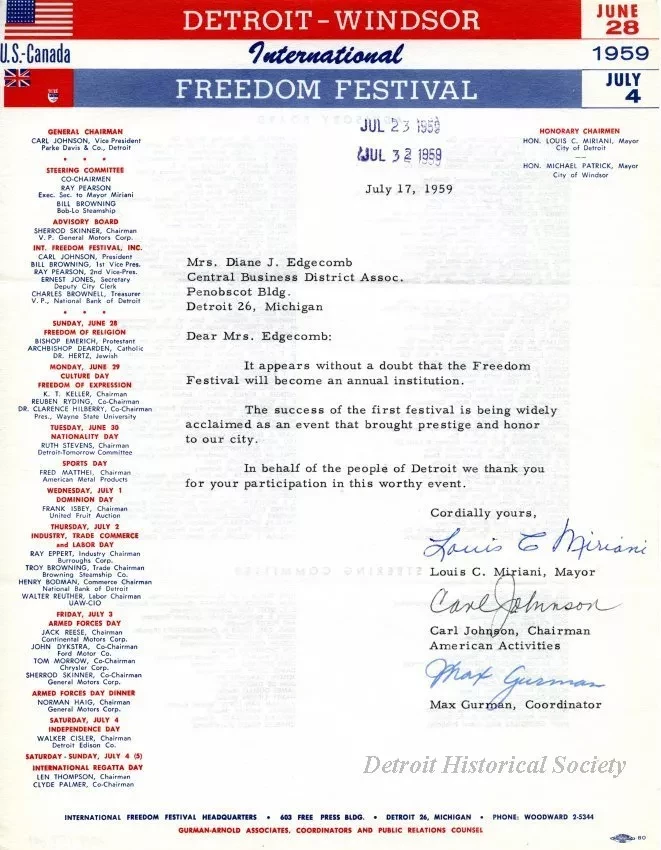 DETROIT - WINDSOR
International
FREEDOM FESTIVAL
U.S.-Canada
JUNE
28
1959
JULY
4
JUL 23 1959
JUL 32 1959
HONORARY CHAIRMEN
HON. LOUIS C. MIRIANI, Mayor
City of Detroit
HON. MICHAEL PATRICK, Mayor
City of Windsor
GENERAL CHAIRMAN
CARL JOHNSON, Vice President
Parke Davis & Co., Detroit
STEERING COMMITTEE
CO-CHAIRMEN
RAY PEARSON
Exec. Sec. to Mayor Miriani
BILL BROWNING
Bob-Lo Steamship
ADVISORY BOARD
SHERROD SKINNER, Chairman
V. P. General Motors Corp.
INT. FREEDOM FESTIVAL, INC.
CARL JOHNSON, President
BILL BROWNING, 1st Vice Pres.
RAY PEARSON, 2nd Vice-Pres.
ERNEST JONES, Secretary
Deputy City Clerk
CHARLES BROWNELL, Treasurer
V. P., National Bank of Detroit
SUNDAY, JUNE 28
FREEDOM OF RELIGION
BISHOP EMERICH, Protestant
ARCHBISHOP DEARDEN, Catholic
DR. HERTZ, Jewish
MONDAY, JUNE 29
CULTURE DAY
FREEDOM OF EXPRESSION
K. T. KELLER, Chairman
REUBEN RYDING, Co-Chairman
DR. CLARENCE HILBERRY, Co-Chairman
Pres., Wayne State University
TUESDAY, JUNE 30
NATIONALITY DAY
RUTH STEVENS, Chairman
Detroit-Tomorrow Committee
SPORTS DAY
FRED MATTHEI, Chairman
American Metal Products
WEDNESDAY, JULY 1
DOMINION DAY
FRANK ISBEY, Chairman
United Fruit Auction
THURSDAY, JULY 2
INDUSTRY, TRADE COMMERCE
and LABOR DAY
RAY EPPERT, Industry Chairman
Burroughs Corp.
TROY BROWNING, Trade Chairman
Browning Steamship Co.
HENRY BODMAN, Commerce Chairman
National Bank of Detroit
WALTER REUTHER, Labor Chairman
UAW-CIO
FRIDAY, JULY 3
ARMED FORCES DAY
JACK REESE, Chairman
Continental Motors Corp.
JOHN DYKSTRA, Co-Chairman
Ford Motor Co.
TOM MORROW, Co-Chairman
Chrysler Corp.
SHERROD SKINNER, Co-Chairman
General Motors Corp.
ARMED FORCES DAY DINNER
NORMAN HAIG, Chairman
General Motors Corp.
SATURDAY, JULY 4
INDEPENDENCE DAY
WALKER CISLER, Chairman
Detroit Edison Co.
SATURDAY - SUNDAY, JULY 4 (5)
INTERNATIONAL REGATTA DAY
LEN THOMPSON, Chairman
CLYDE PALMER, Co-Chairman
July 17, 1959
Mrs. Diane J. Edgecomb
Central Business District Assoc.
Penobscot Bldg.
Detroit 26, Michigan
Dear Mrs. Edgecomb:
It appears without a doubt that the Freedom
Festival will become an annual institution.
The success of the first festival is being widely
acclaimed as an event that brought prestige and honor
to our city.
In behalf of the people of Detroit we thank you
for your participation in this worthy event.
Cordially yours,
Louis C Miriani
Louis C. Miriani, Mayor
Carl Johnson
Carl Johnson, Chairman
American Activities
Max Gurman
Max Gurman, Coordinator
Detroit Historical Society
INTERNATIONAL FREEDOM FESTIVAL HEADQUARTERS • 603 FREE PRESS BLDG. • DETROIT 26, MICHIGAN • PHONE: WOODWARD 2-5344
GURMAN-ARNOLD ASSOCIATES, COORDINATORS AND PUBLIC RELATIONS COUNSEL
80